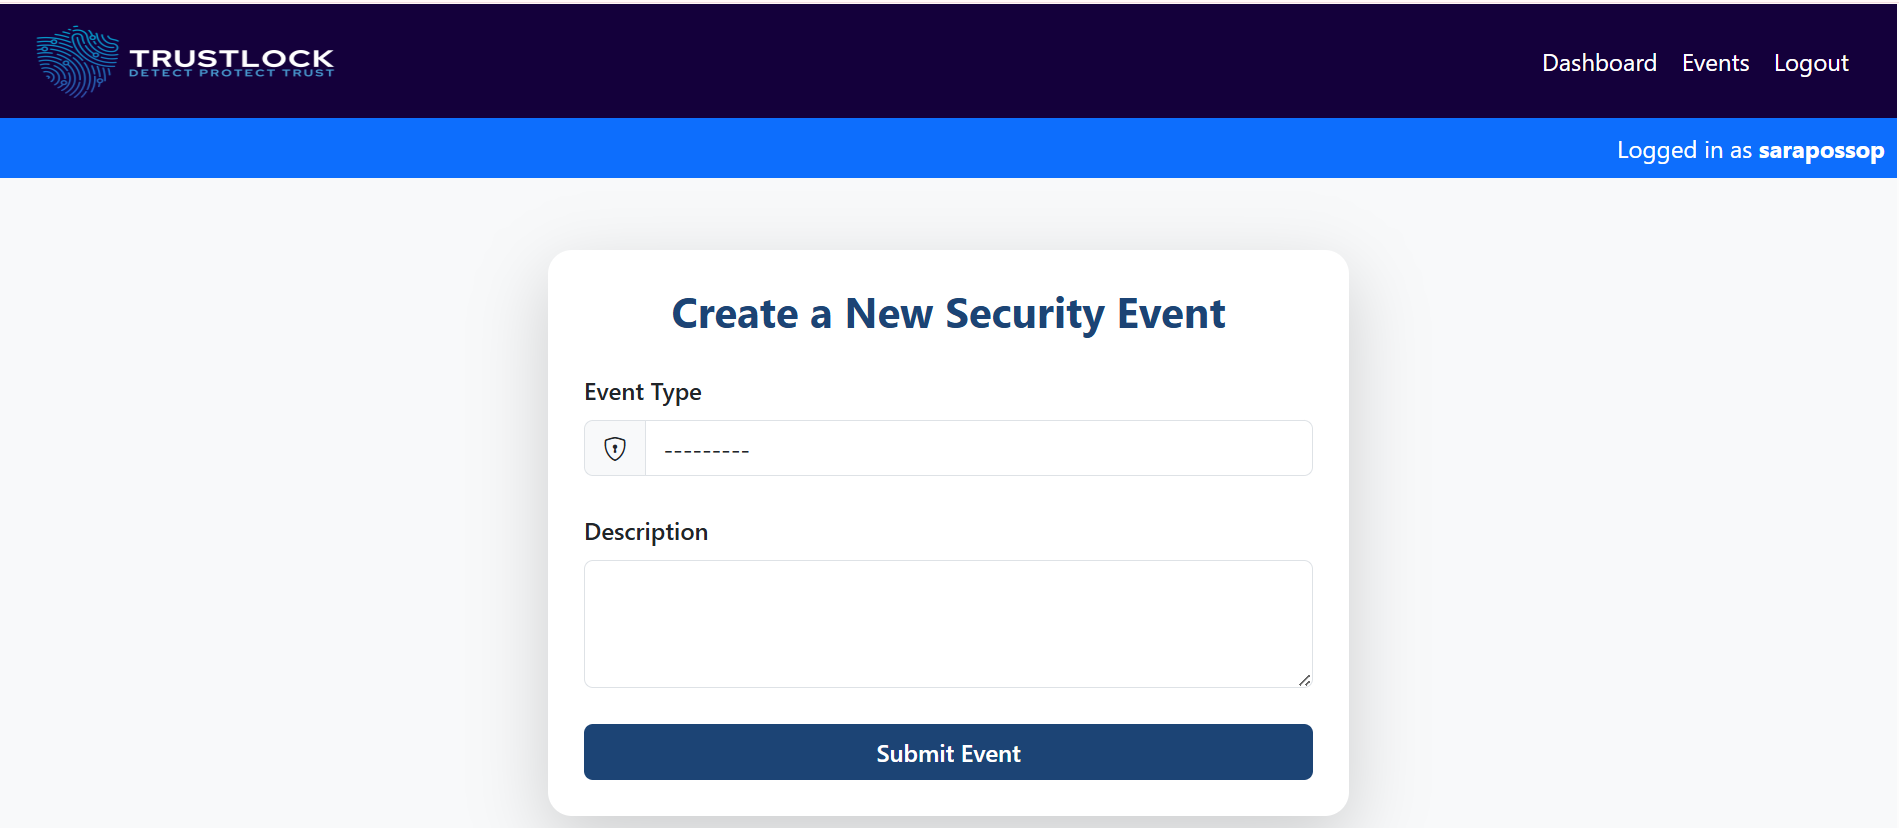 TRUSTLOCK
DETECT PROTECT TRUST
Dashboard Events Logout
Logged in as sarapossop
Create a New Security Event
Event Type
---------
Description
Submit Event